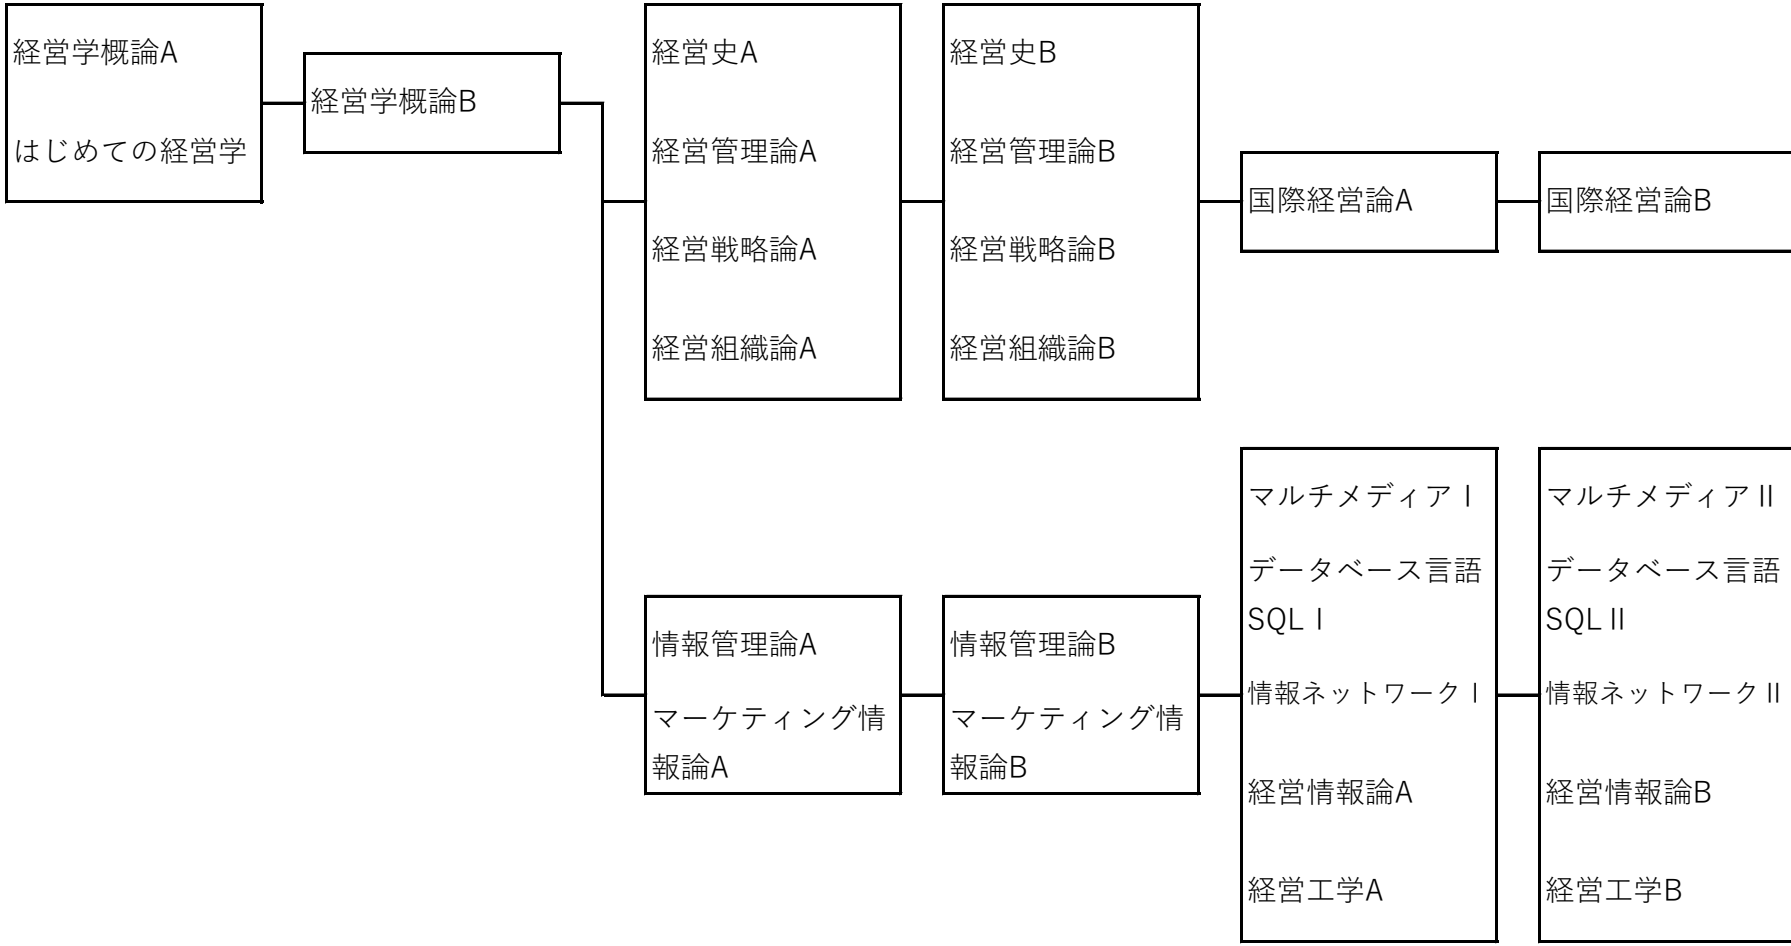 経営学概論A
はじめての経営学
経営学概論B
経営史A
経営管理論A
経営戦略論A
経営組織論A
経営史B
経営管理論B
経営戦略論B
経営組織論B
国際経営論A
国際経営論B
情報管理論A
マーケティング情
報論A
情報管理論B
マーケティング情
報論B
マルチメディアⅠ
データベース言語
SQLⅠ
情報ネットワークⅠ
経営情報論A
経営工学A
マルチメディアⅡ
データベース言語
SQLⅡ
情報ネットワークⅡ
経営情報論B
経営工学B